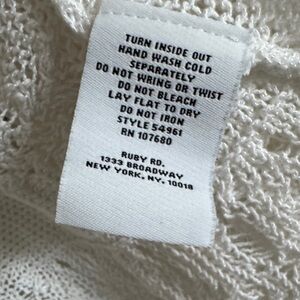 TURN INSIDE OUT
HAND WASH COLD
SEPARATELY
DO NOT WRING OR TWIST
DO NOT BLEACH
LAY FLAT TO DRY
DO NOT IRON
STYLE 54961
RN 107680
RUBY RD.
1333 BROADWAY
NEW YORK, NY. 10018